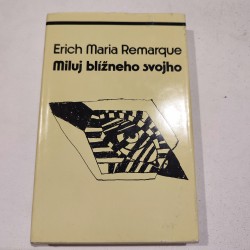 Erich Maria Remarque
Miluj blížneho svojho